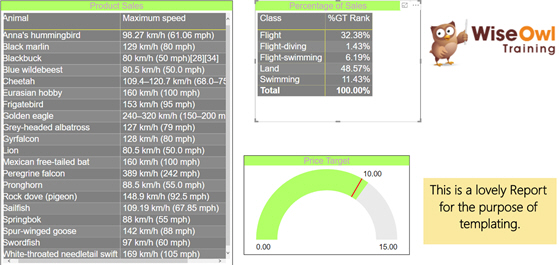 Product Sales
Animal Maximum speed
Anna's hummingbird 98.27 km/h (61.06 mph)
Black marlin 129 km/h (80 mph)
Blackbuck 80 km/h (50 mph)[28][34]
Blue wildebeest 80.5 km/h (50.0 mph)
Cheetah 109.4–120.7 km/h (68.0–75
Eurasian hobby 160 km/h (100 mph)
Frigatebird 153 km/h (95 mph)
Golden eagle 240–320 km/h (150–200 m
Grey-headed albatross 127 km/h (79 mph)
Gyrfalcon 128 km/h (80 mph)
Lion 80.5 km/h (50.0 mph)
Mexican free-tailed bat 160 km/h (100 mph)
Peregrine falcon 389 km/h (242 mph)
Pronghorn 88.5 km/h (55.0 mph)
Rock dove (pigeon) 148.9 km/h (92.5 mph)
Sailfish 109.19 km/h (67.85 mph)
Springbok 88 km/h (55 mph)
Spur-winged goose 142 km/h (88 mph)
Swordfish 97 km/h (60 mph)
White-throated needletail swift 169 km/h (105 mph)
Percentage of Sales
Class %GT Rank
Flight 32.38%
Flight-diving 1.43%
Flight-swimming 6.19%
Land 48.57%
Swimming 11.43%
Total 100.00%
Price Target
10.00
0.00 15.00
WiseOwl
Training
This is a lovely Report
for the purpose of
templating.